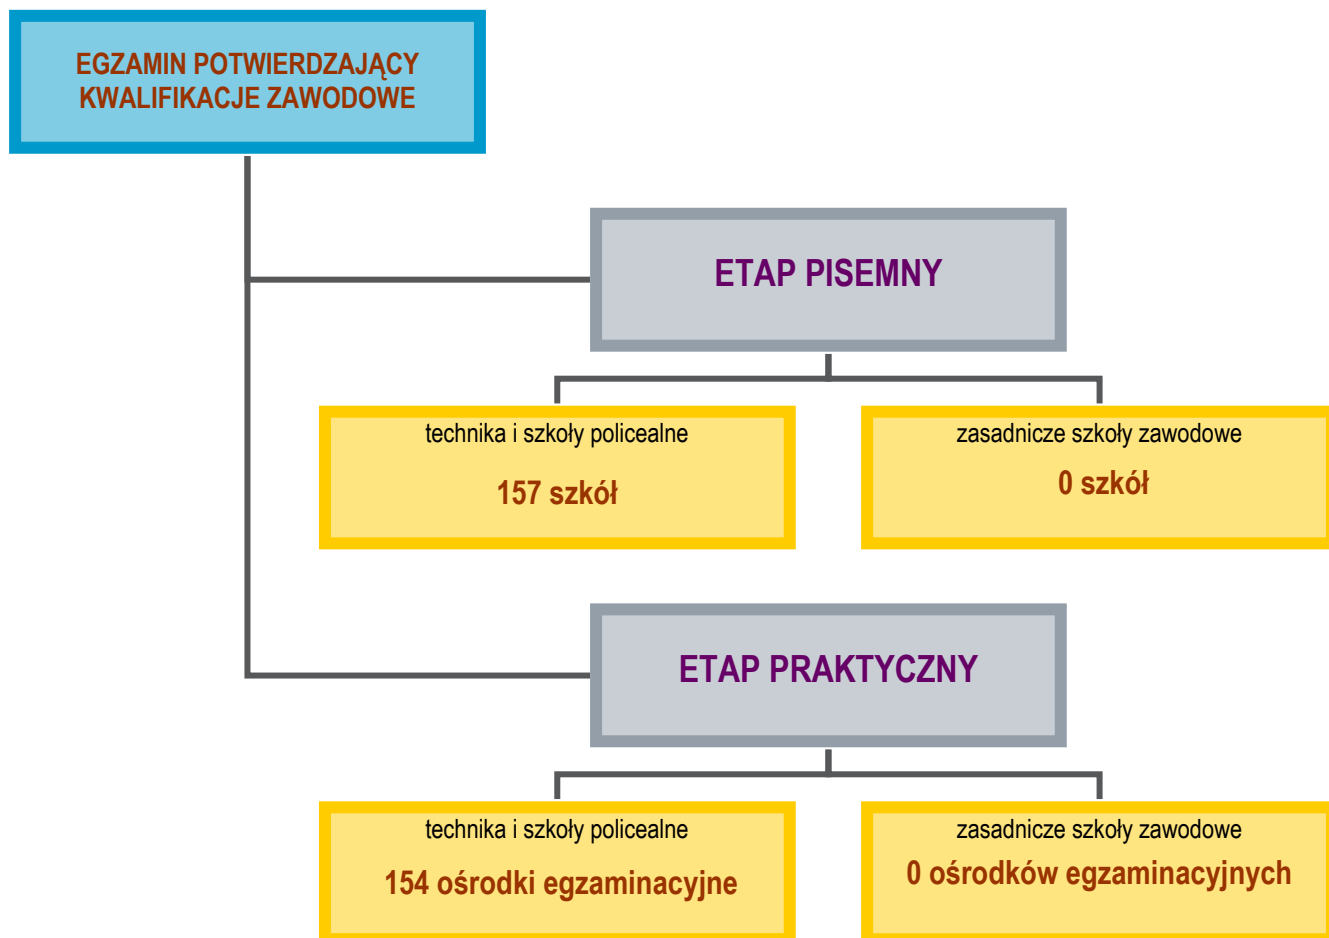 EGZAMIN POTWIERDZAJĄCY
KWALIFIKACJE ZAWODOWE
ETAP PISEMNY
technika i szkoły policealne
157 szkół
zasadnicze szkoły zawodowe
0 szkół
ETAP PRAKTYCZNY
technika i szkoły policealne
154 ośrodki egzaminacyjne
zasadnicze szkoły zawodowe
0 ośrodków egzaminacyjnych